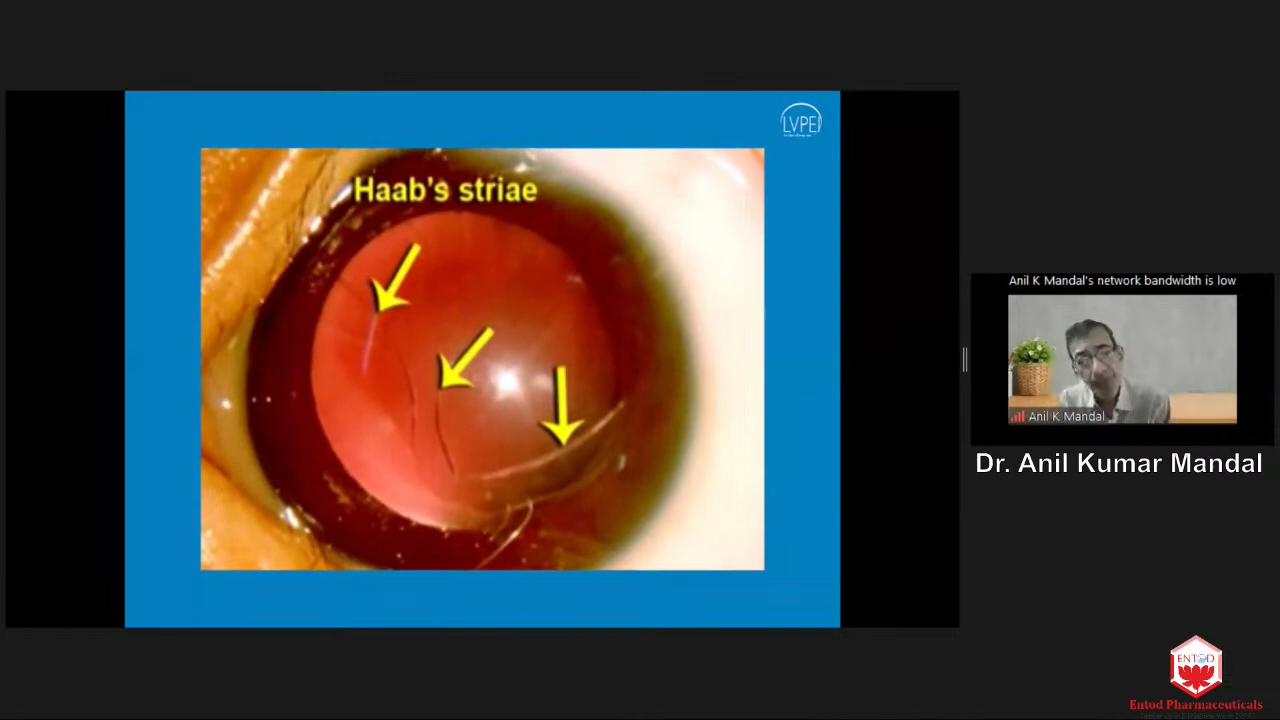 LVPEI
Haab's striae
Anil K Mandal's network bandwidth is low
Anil K Mandal
Dr. Anil Kumar Mandal
ENTOD
Entod Pharmaceuticals